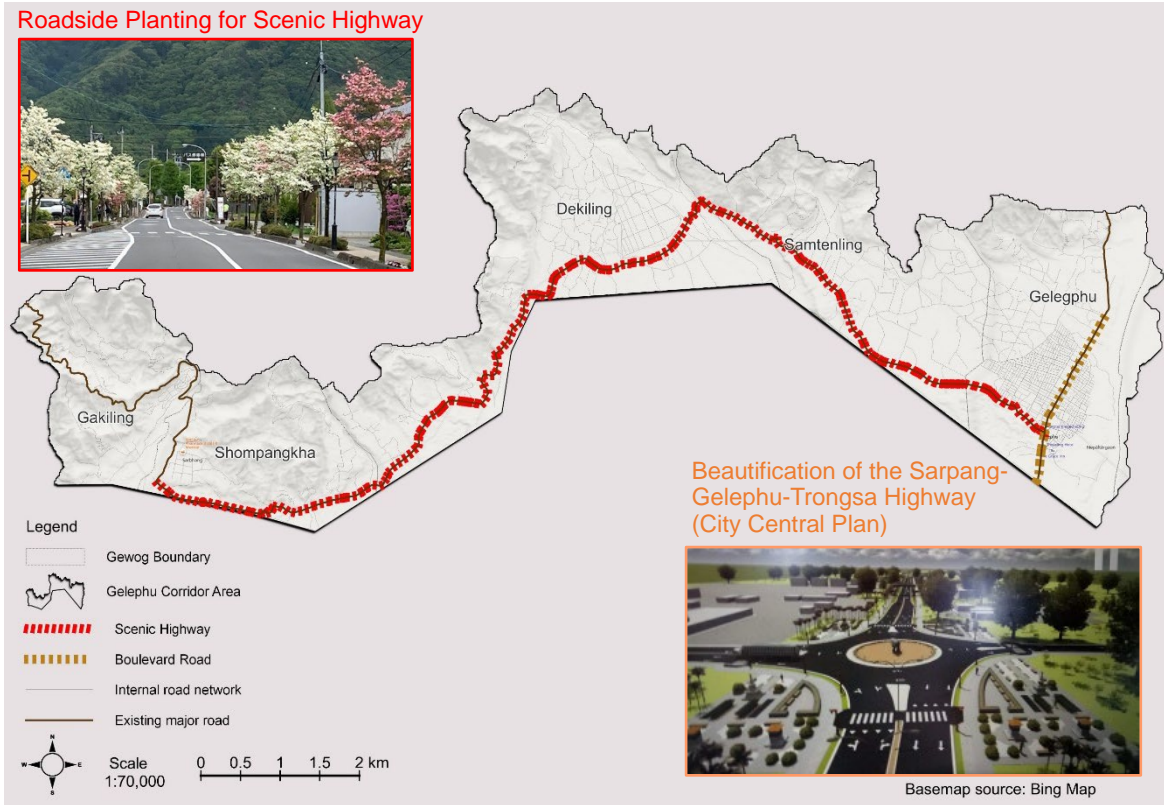 Roadside Planting for Scenic Highway
Dekiling
Samtenling
Gelegphu
Gakiling
Shompangkha
Beautification of the Sarpang-
Gelephu-Trongsa Highway
(City Central Plan)
Legend
Gewog Boundary
Gelephu Corridor Area
Scenic Highway
Boulevard Road
Internal road network
Existing major road
N
W
E
S
Scale
1:70,000
0 0.5 1 1.5 2 km
Basemap source: Bing Map